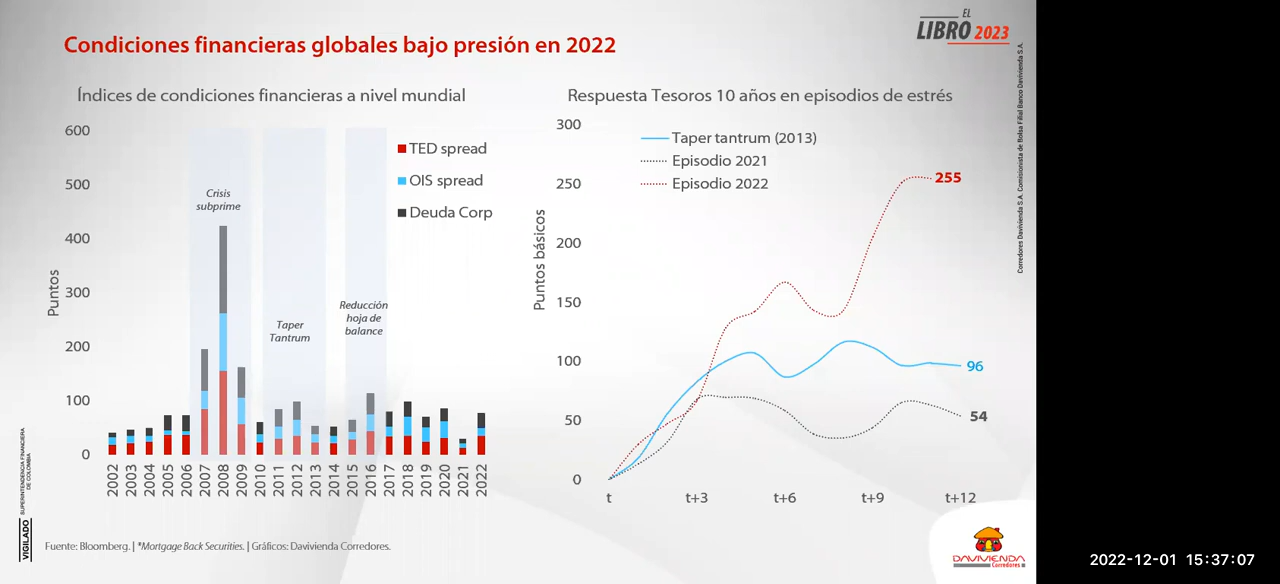 EL
LIBRO 2023
Condiciones financieras globales bajo presión en 2022
Índices de condiciones financieras a nivel mundial
600
500
400
300
200
100
0
Puntos
Crisis
subprime
Taper
Tantrum
Reducción
hoja de
balance
TED spread
OIS spread
Deuda Corp
2002
2003
2004
2005
2006
2007
2008
2009
2010
2011
2012
2013
2014
2015
2016
2017
2018
2019
2020
2021
2022
Respuesta Tesoros 10 años en episodios de estrés
300
250
200
150
100
50
0
Puntos básicos
Taper tantrum (2013)
Episodio 2021
Episodio 2022
255
96
54
t
t+3
t+6
t+9
t+12
Corredores Davivienda S.A. Comisionista de Bolsa Filial Banco Davivienda S.A.
VIGILADO
SUPERINTENDENCIA FINANCIERA
DE COLOMBIA
Fuente: Bloomberg. | *Mortgage Back Securities. | Gráficos: Davivienda Corredores.
DAVIVIENDA
Corredores
2022-12-01 15:37:07